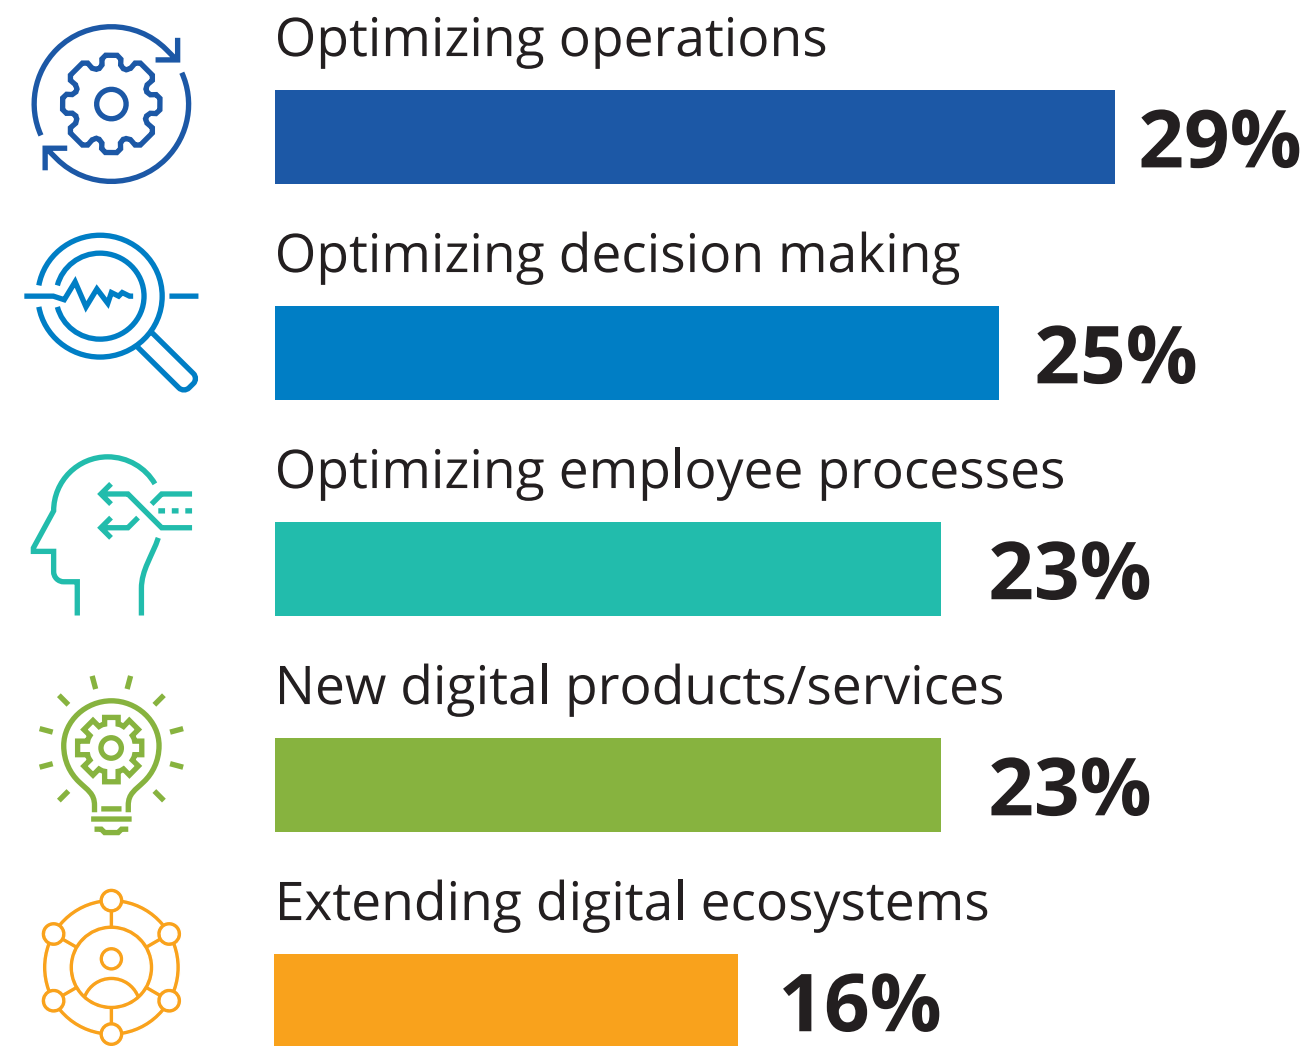 Optimizing operations
29%
Optimizing decision making
25%
Optimizing employee processes
23%
New digital products/services
23%
Extending digital ecosystems
16%